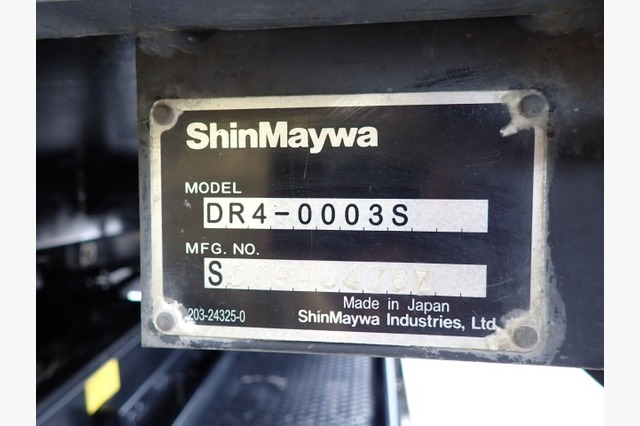 ShinMaywa
MODEL
DR4-0003S
MFG. NO.
S
Made in Japan
203-24325-0
ShinMaywa Industries, Ltd.